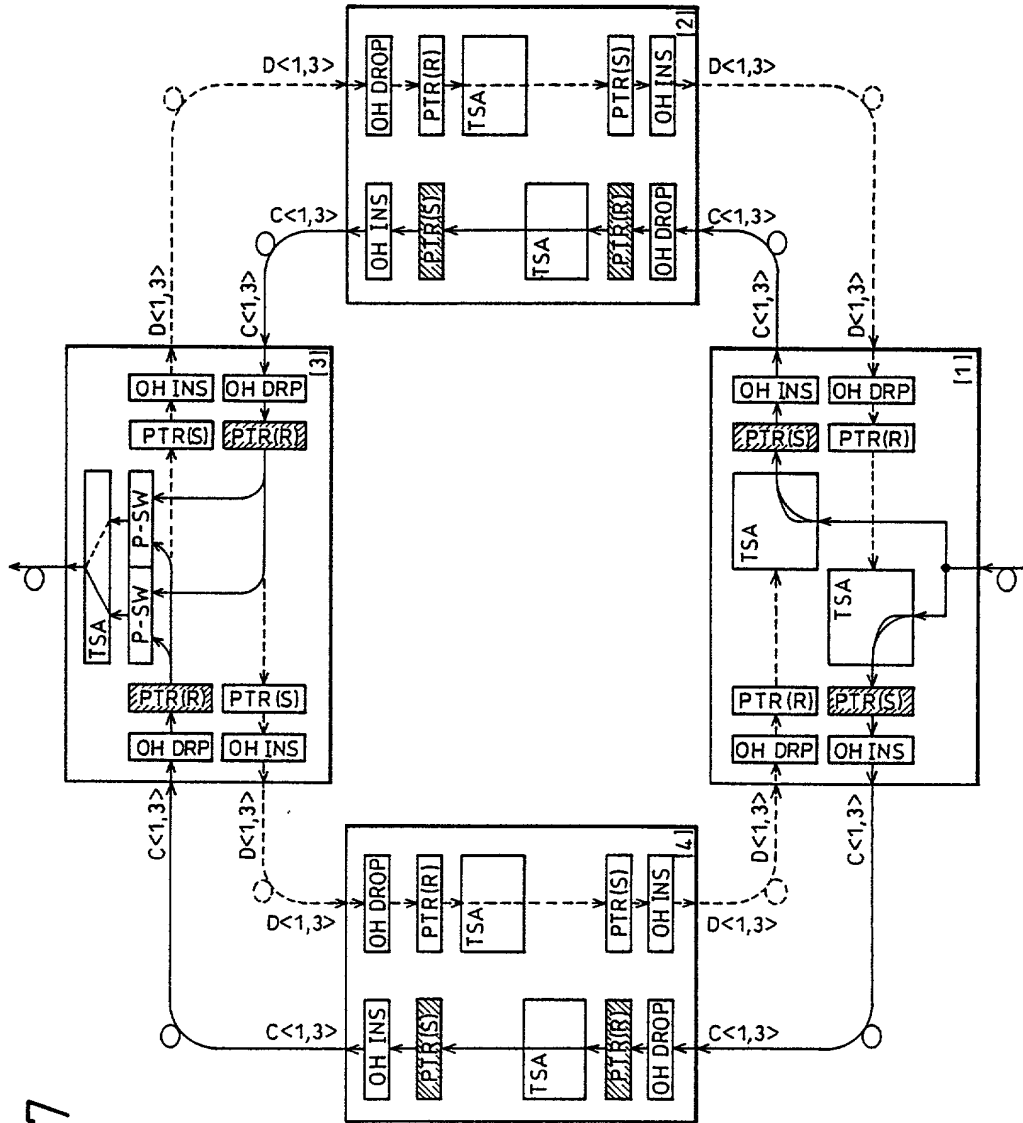 [2]
OH DROP
PTR(R)
TSA
PTR(S)
OH INS
D<1,3>
D<1,3>
OH INS
PTR(S)
TSA
PTR(R)
OH DROP
C<1,3>
C<1,3>
[3]
D<1,3>
C<1,3>
OH INS
OH DRP
PTR(S)
PTR(R)
TSA
P-SW
P-SW
PTR(R)
PTR(S)
OH DRP
OH INS
C<1,3>
D<1,3>
[1]
C<1,3>
D<1,3>
OH INS
OH DRP
PTR(S)
PTR(R)
TSA
TSA
PTR(R)
PTR(S)
OH DRP
OH INS
D<1,3>
C<1,3>
[4]
OH DROP
PTR(R)
TSA
PTR(S)
OH INS
D<1,3>
D<1,3>
OH INS
PTR(S)
TSA
PTR(R)
OH DROP
C<1,3>
C<1,3>
7